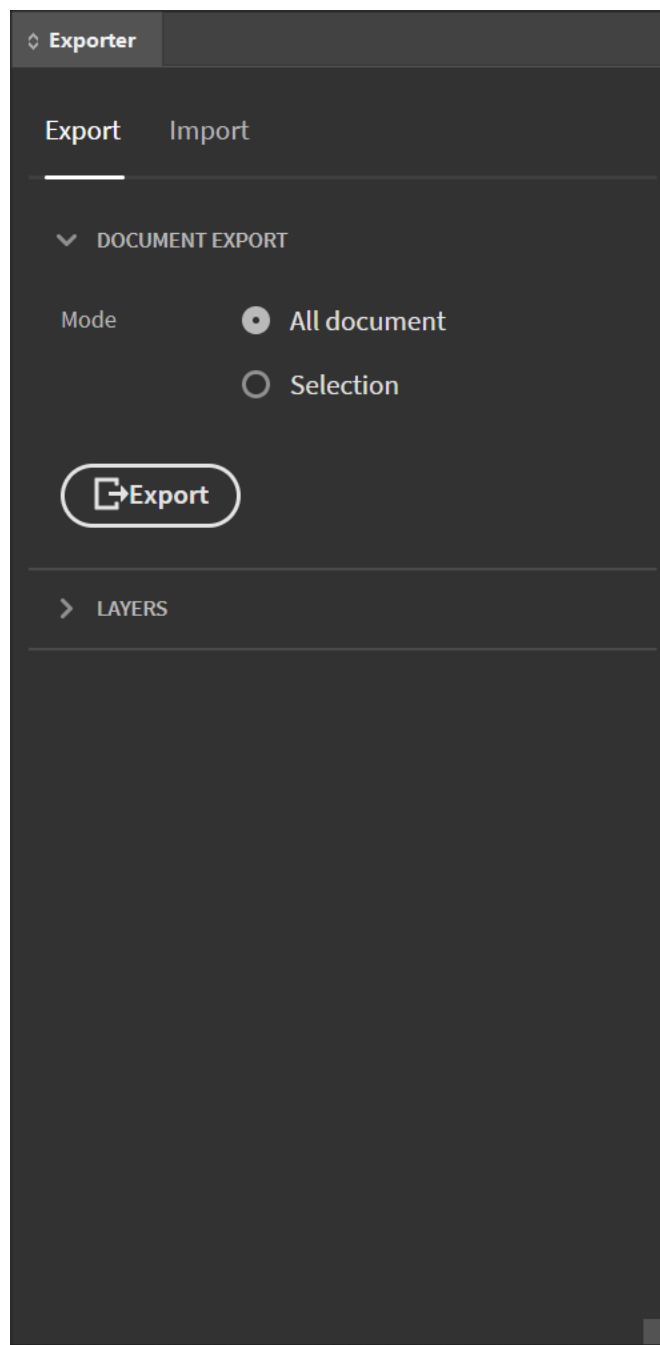 Exporter
Export Import
DOCUMENT EXPORT
Mode All document
Selection
Export
LAYERS